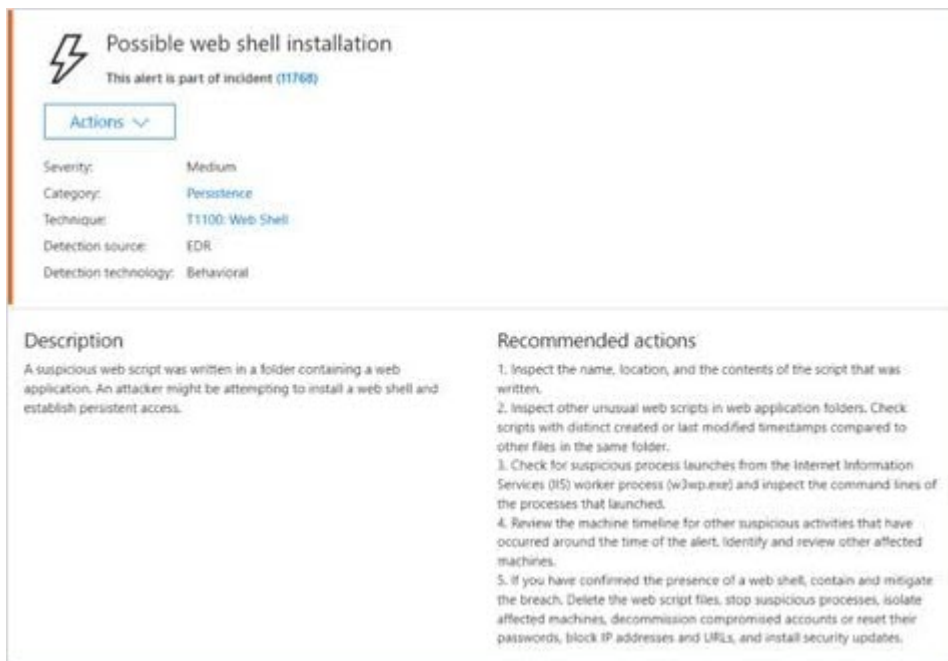 Possible web shell installation
This alert is part of incident (11768)
Actions
Severity: Medium
Category: Persistence
Technique: T1100: Web Shell
Detection source: EDR
Detection technology: Behavioral
Description
A suspicious web script was written in a folder containing a web
application. An attacker might be attempting to install a web shell and
establish persistent access.
Recommended actions
1. Inspect the name, location, and the contents of the script that was
written.
2. Inspect other unusual web scripts in web application folders. Check
scripts with distinct created or last modified timestamps compared to
other files in the same folder.
3. Check for suspicious process launches from the Internet Information
Services (IIS) worker process (w3wp.exe) and inspect the command lines of
the processes that launched.
4. Review the machine timeline for other suspicious activities that have
occurred around the time of the alert. Identify and review other affected
machines.
5. If you have confirmed the presence of a web shell, contain and mitigate
the breach. Delete the web script files, stop suspicious processes, isolate
affected machines, decommission compromised accounts or reset their
passwords, block IP addresses and URLs, and install security updates.